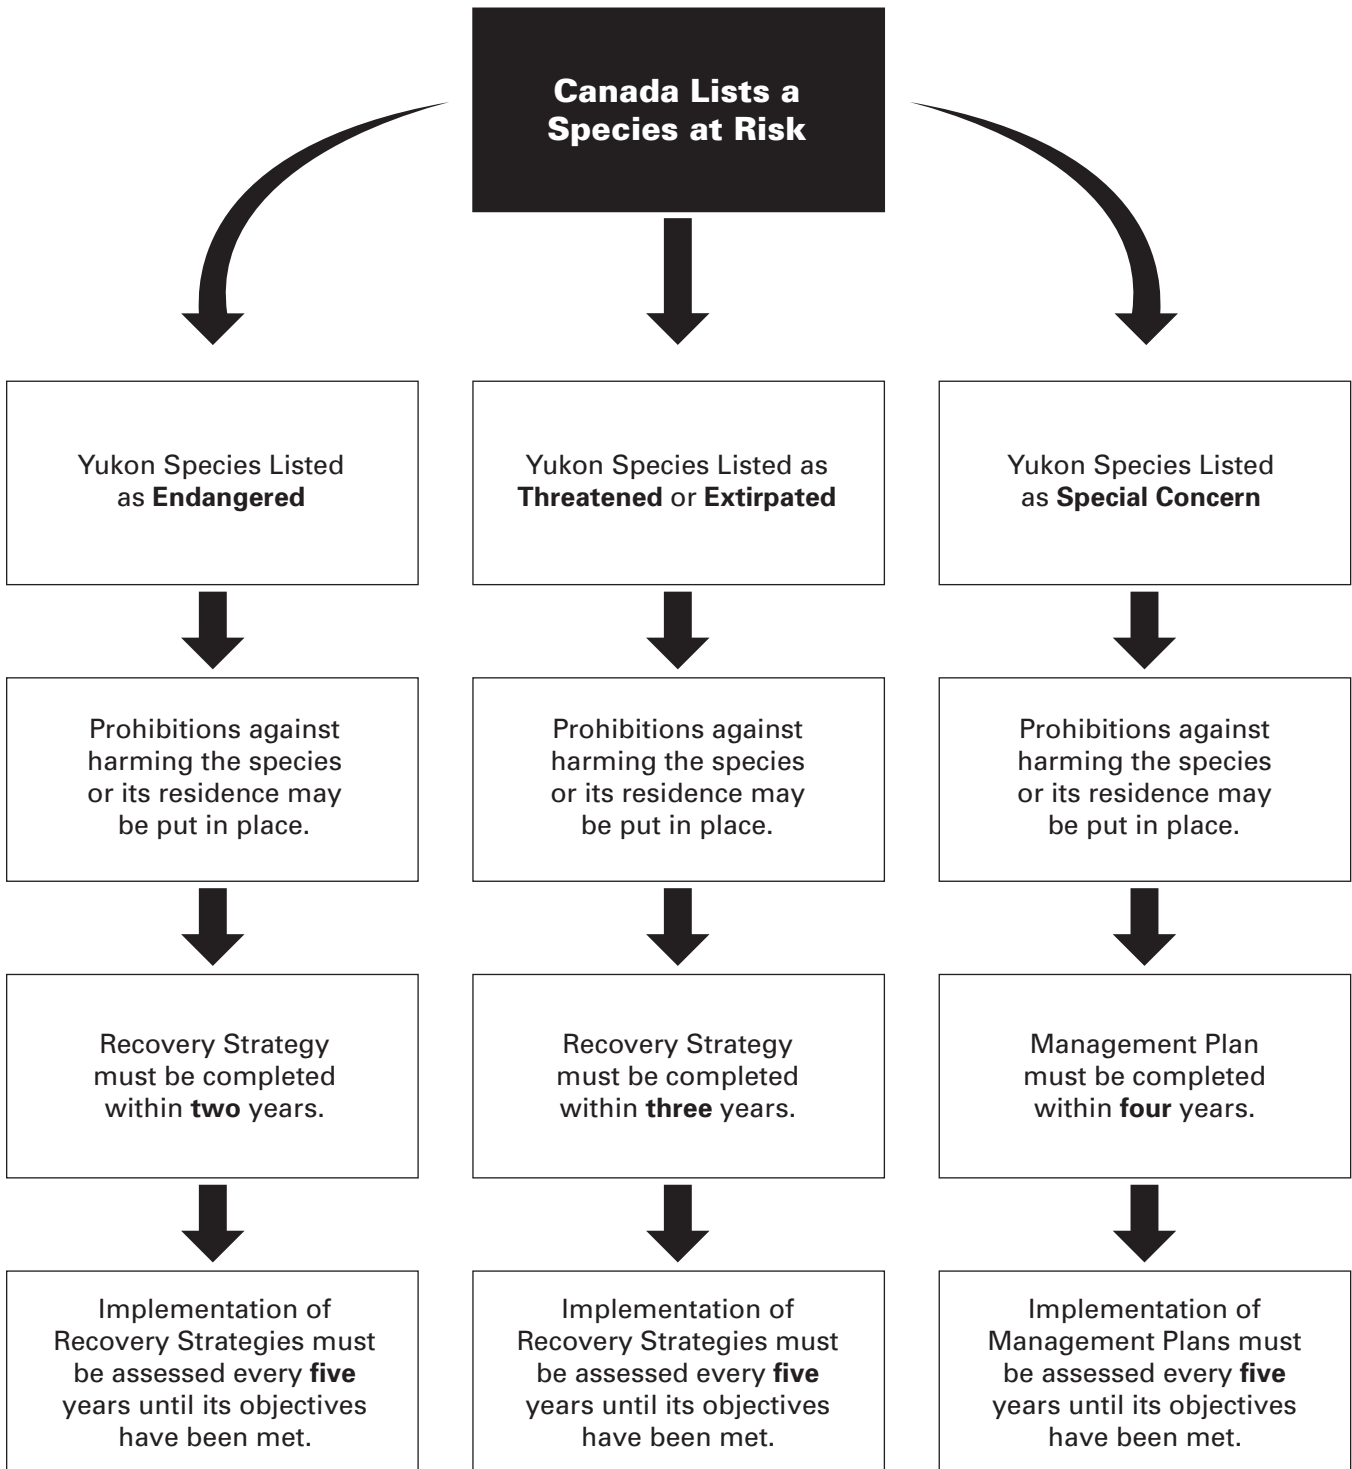 Canada Lists a
Species at Risk
Yukon Species Listed
as Endangered
Yukon Species Listed as
Threatened or Extirpated
Yukon Species Listed
as Special Concern
Prohibitions against
harming the species
or its residence may
be put in place.
Prohibitions against
harming the species
or its residence may
be put in place.
Prohibitions against
harming the species
or its residence may
be put in place.
Recovery Strategy
must be completed
within two years.
Recovery Strategy
must be completed
within three years.
Management Plan
must be completed
within four years.
Implementation of
Recovery Strategies must
be assessed every five
years until its objectives
have been met.
Implementation of
Recovery Strategies must
be assessed every five
years until its objectives
have been met.
Implementation of
Management Plans must
be assessed every five
years until its objectives
have been met.